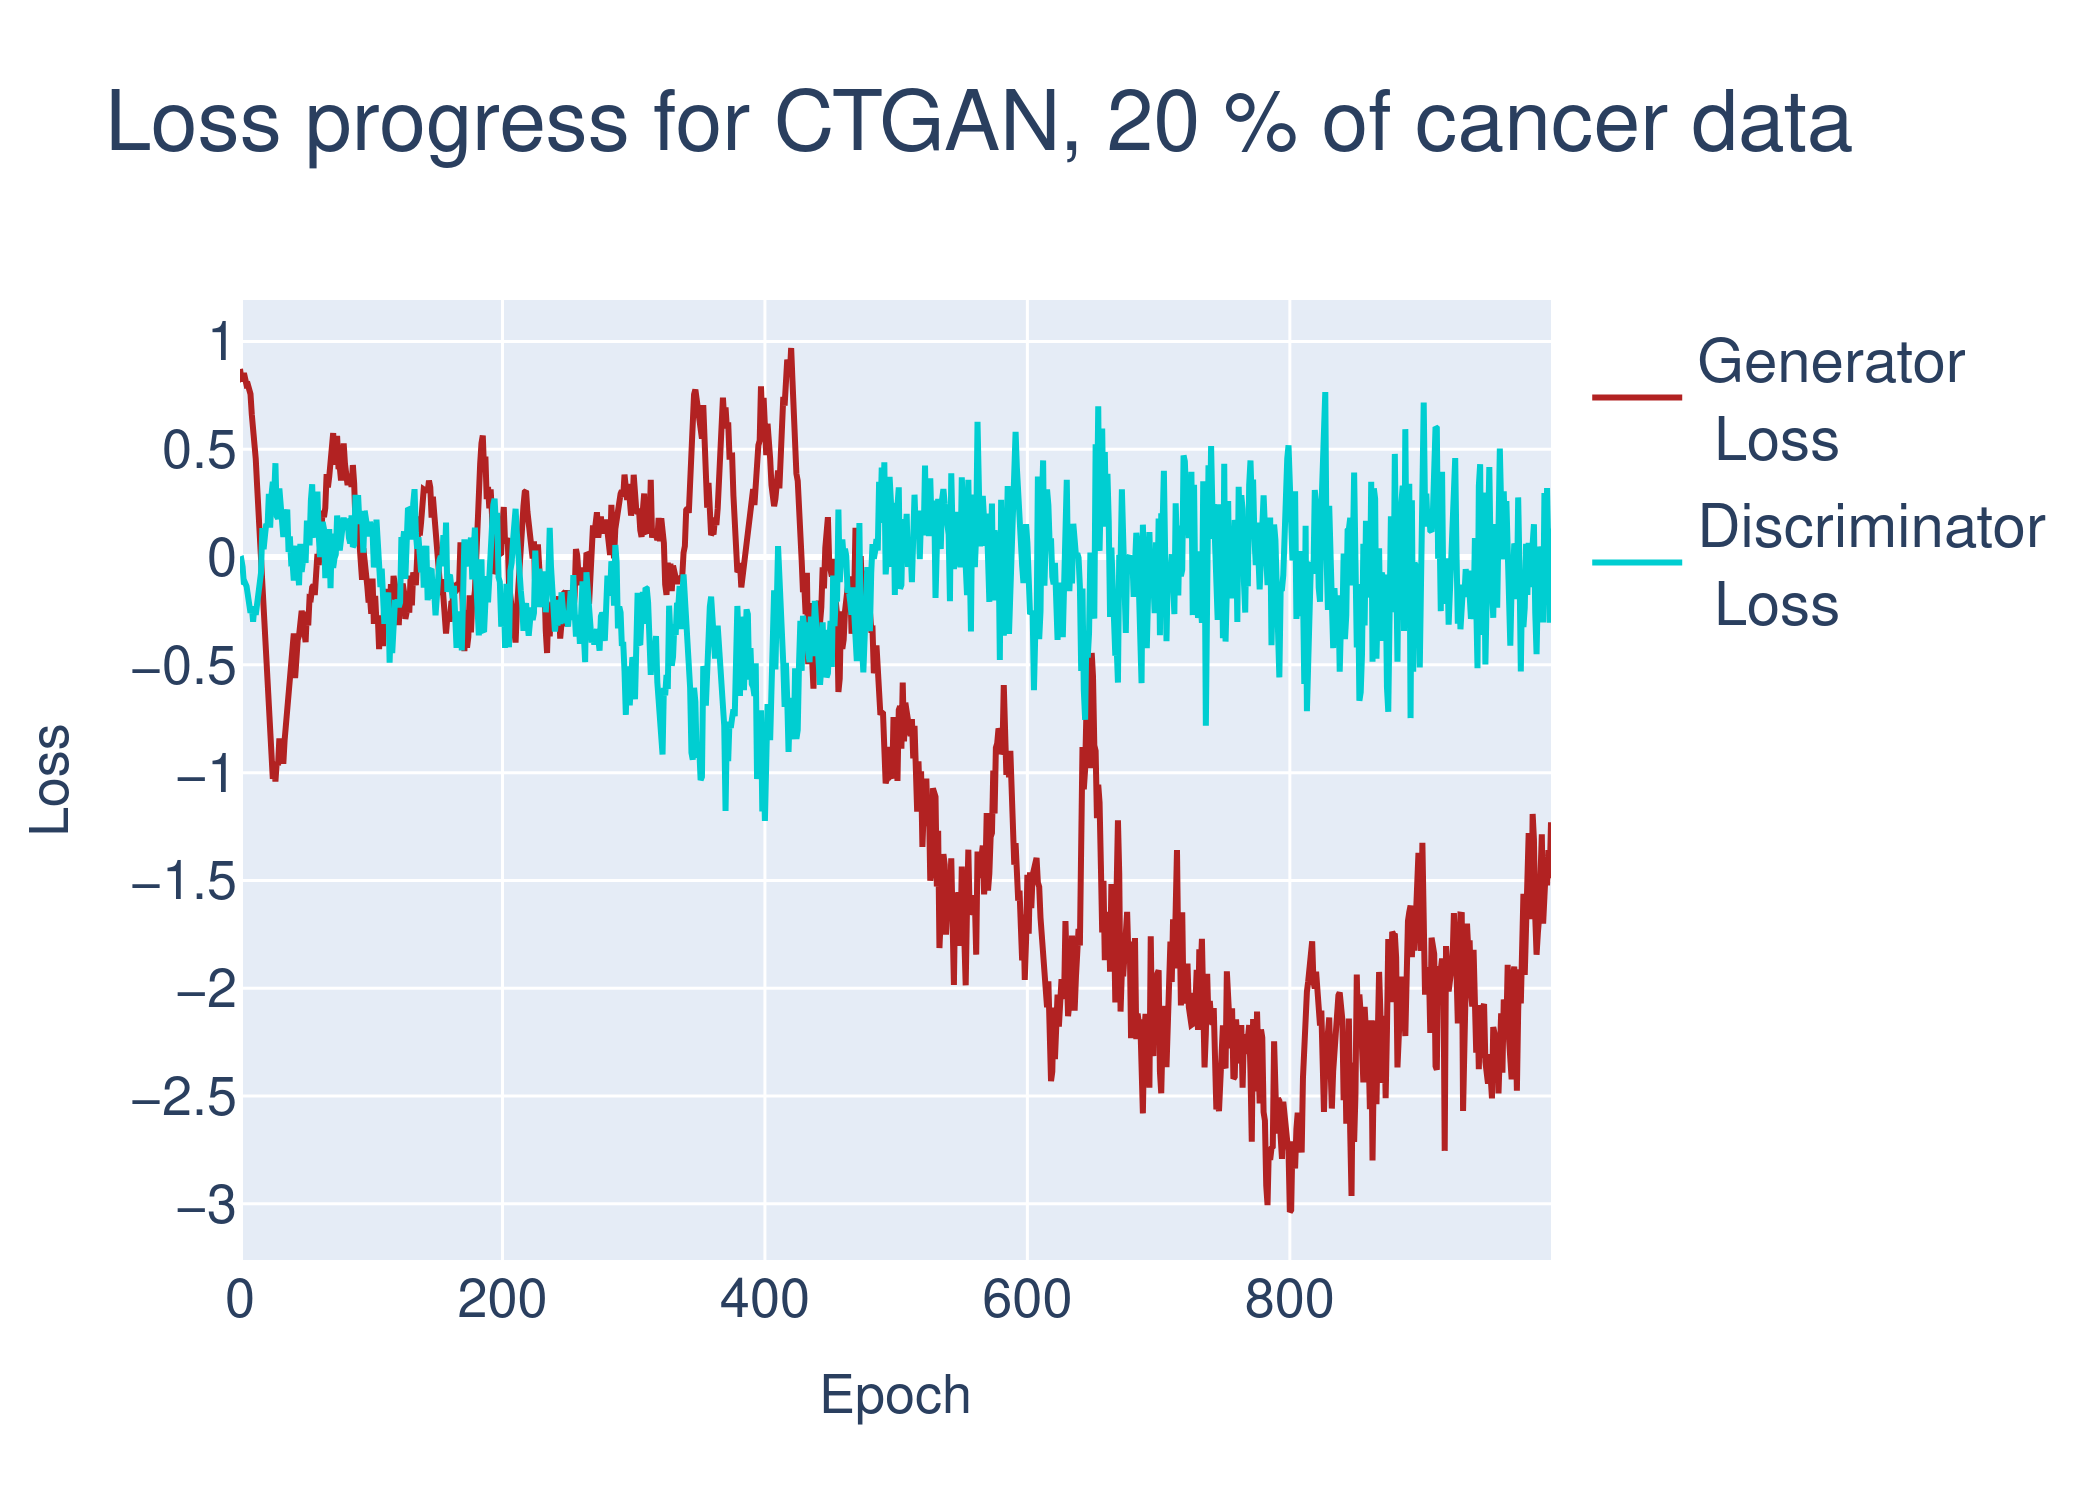 Loss progress for CTGAN, 20 % of cancer data
Generator
Loss
Discriminator
Loss
1
0.5
0
−0.5
−1
−1.5
−2
−2.5
−3
Loss
0 200 400 600 800
Epoch